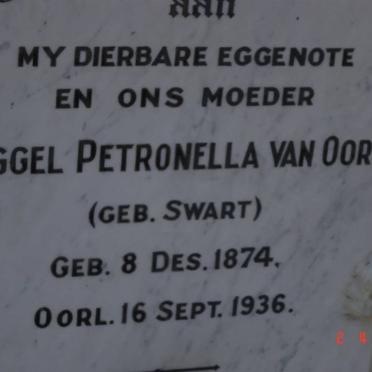 aan
MY DIERBARE EGGENOTE
EN ONS MOEDER
GGEL PETRONELLA VAN OOR
(GEB. SWART)
GEB. 8 DES. 1874.
OORL. 16 SEPT. 1936.